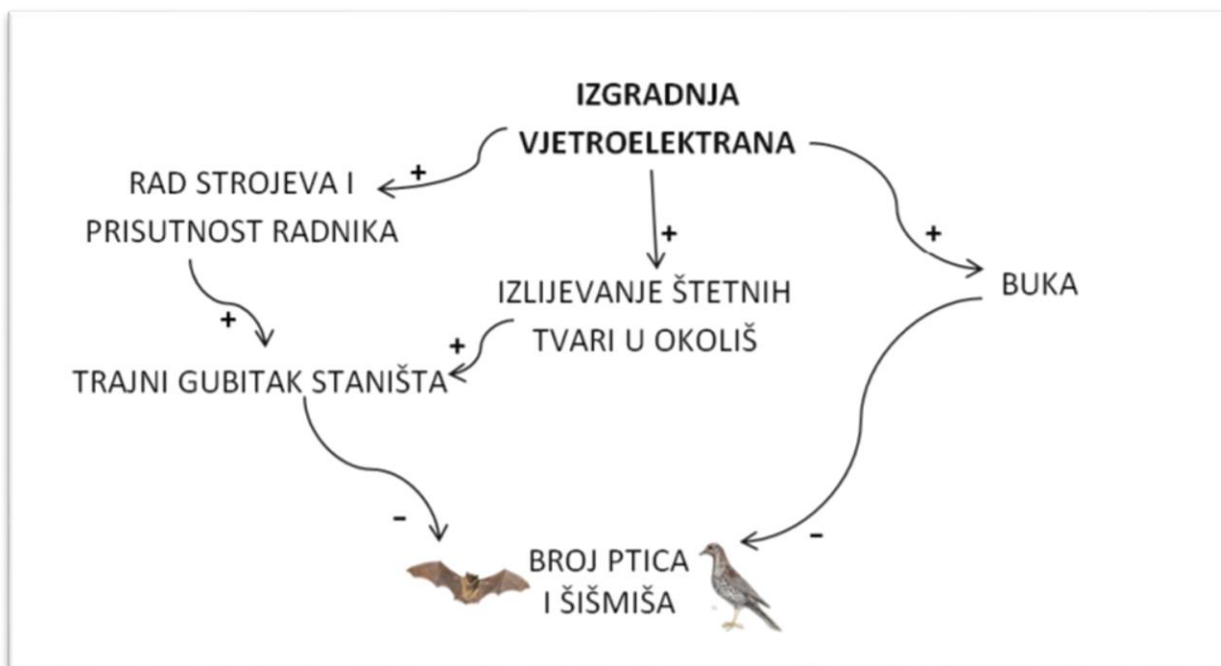 IZGRADNJA
VJETROELEKTRANA
+
RAD STROJEVA I
PRISUTNOST RADNIKA
+
+
BUKA
IZLIJEVANJE ŠTETNIH
TVARI U OKOLIŠ
+
+
TRAJNI GUBITAK STANIŠTA
-
-
BROJ PTICA
I ŠIŠMIŠA